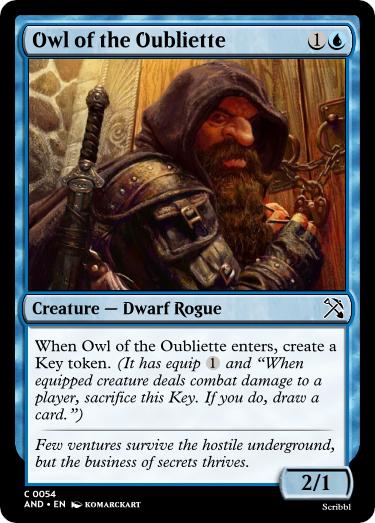 Owl of the Oubliette 1
Creature — Dwarf Rogue
When Owl of the Oubliette enters, create a
Key token. (It has equip 1 and “When
equipped creature deals combat damage to a
player, sacrifice this Key. If you do, draw a
card.”)
Few ventures survive the hostile underground,
but the business of secrets thrives.
2/1
C 0054
AND • EN KOMARCKART
Scribbl